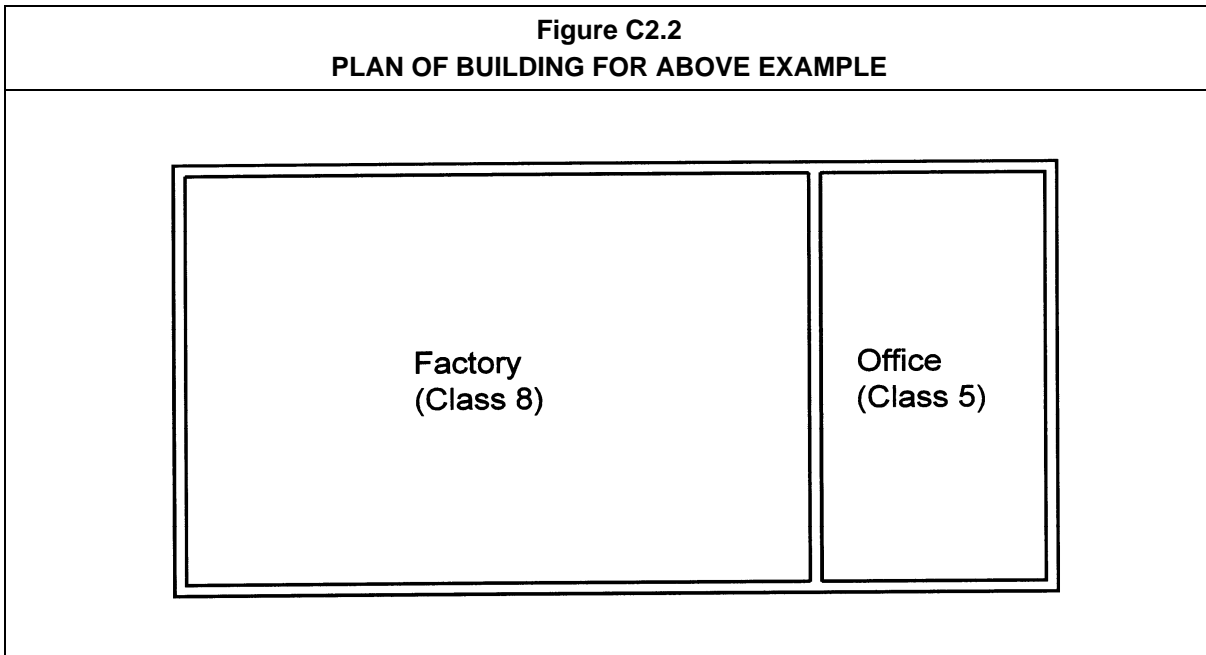 Figure C2.2
PLAN OF BUILDING FOR ABOVE EXAMPLE
Factory
(Class 8)
Office
(Class 5)